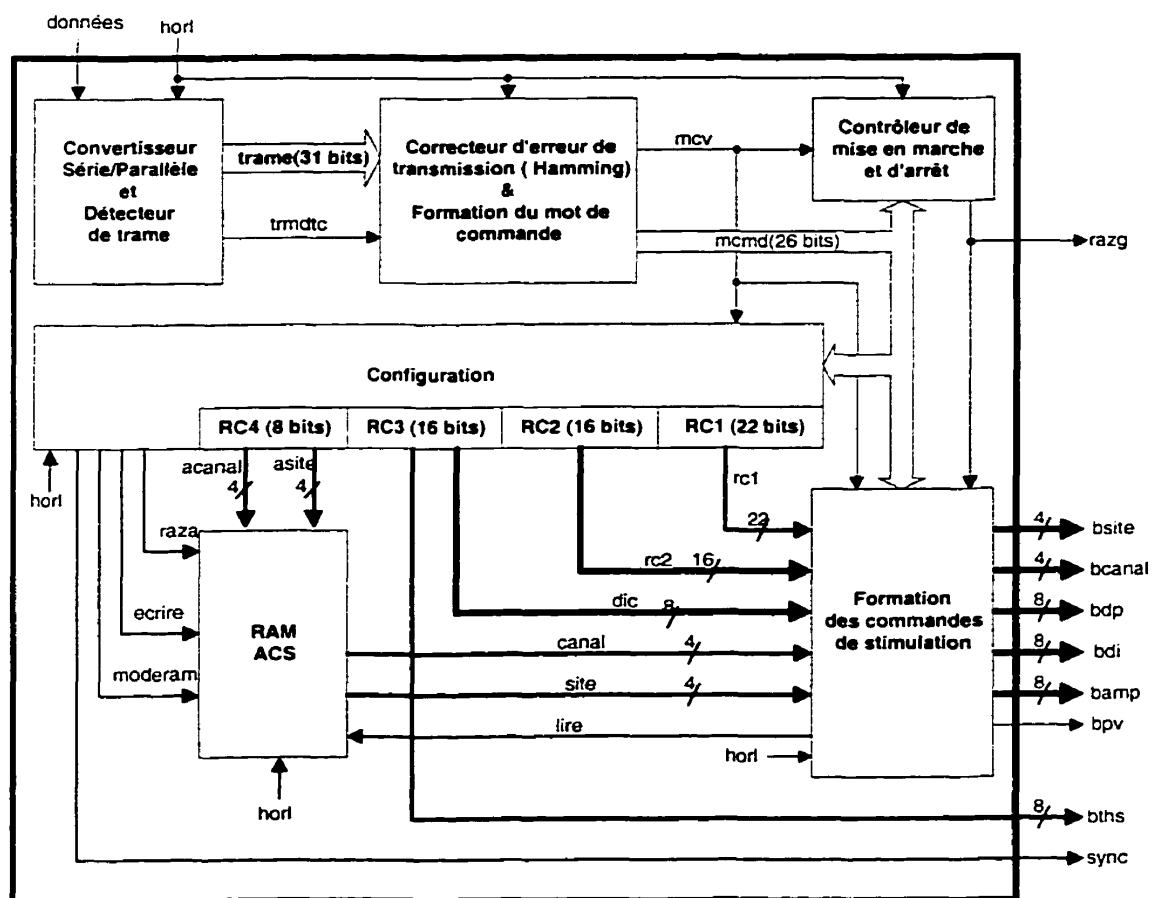 données
horl
Convertisseur
Série/Parallèle
et
Détecteur
de trame
trame(31 bits)
trmdtc
Correcteur d'erreur de
transmission ( Hamming)
&
Formation du mot de
commande
mcv
mcmd(26 bits)
Contrôleur de
mise en marche
et d'arrêt
razg
Configuration
RC4 (8 bits)
RC3 (16 bits)
RC2 (16 bits)
RC1 (22 bits)
horl
acanal
4
asite
4
rc1
22
raza
ecrire
moderam
RAM
ACS
horl
rc2
16
dic
8
canal
4
site
4
lire
horl
Formation
des commandes
de stimulation
4
bsite
4
bcanal
8
bdp
8
bdi
8
bamp
bpv
8
bths
sync